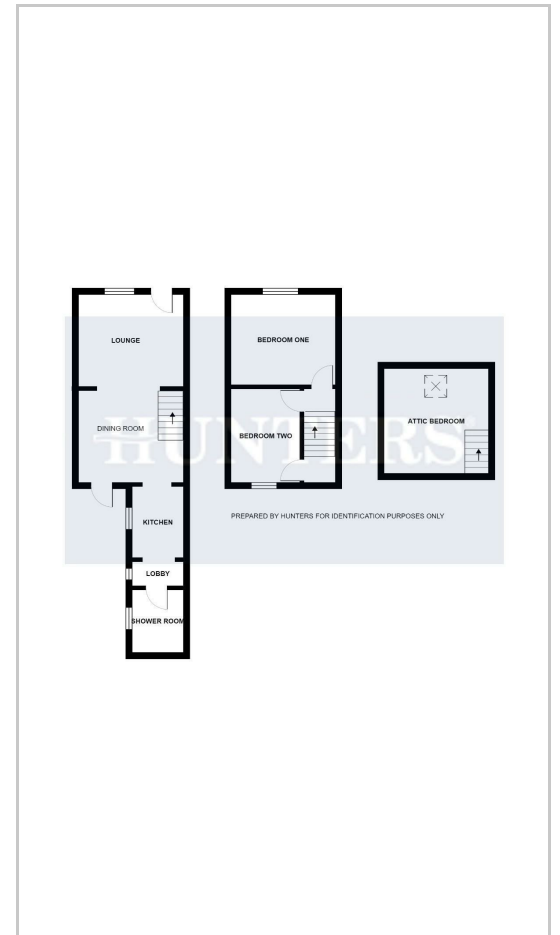 LOUNGE
DINING ROOM
KITCHEN
LOBBY
SHOWER ROOM
BEDROOM ONE
BEDROOM TWO
ATTIC BEDROOM
HUNTERS
PREPARED BY HUNTERS FOR IDENTIFICATION PURPOSES ONLY